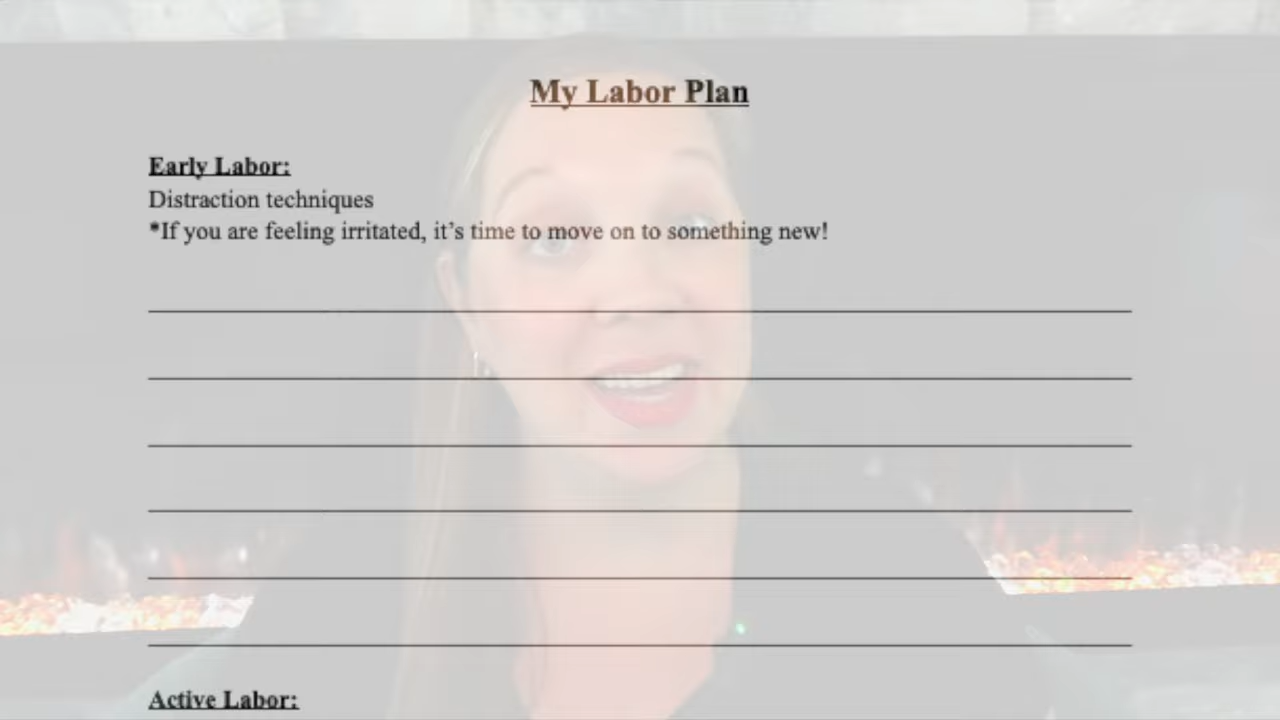 My Labor Plan
Early Labor:
Distraction techniques
*If you are feeling irritated, it’s time to move on to something new!
Active Labor: